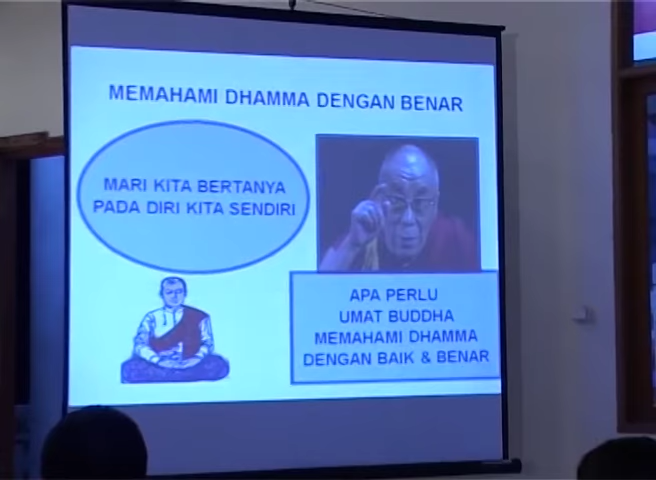 MEMAHAMI DHAMMA DENGAN BENAR
MARI KITA BERTANYA
PADA DIRI KITA SENDIRI
APA PERLU
UMAT BUDDHA
MEMAHAMI DHAMMA
DENGAN BAIK & BENAR